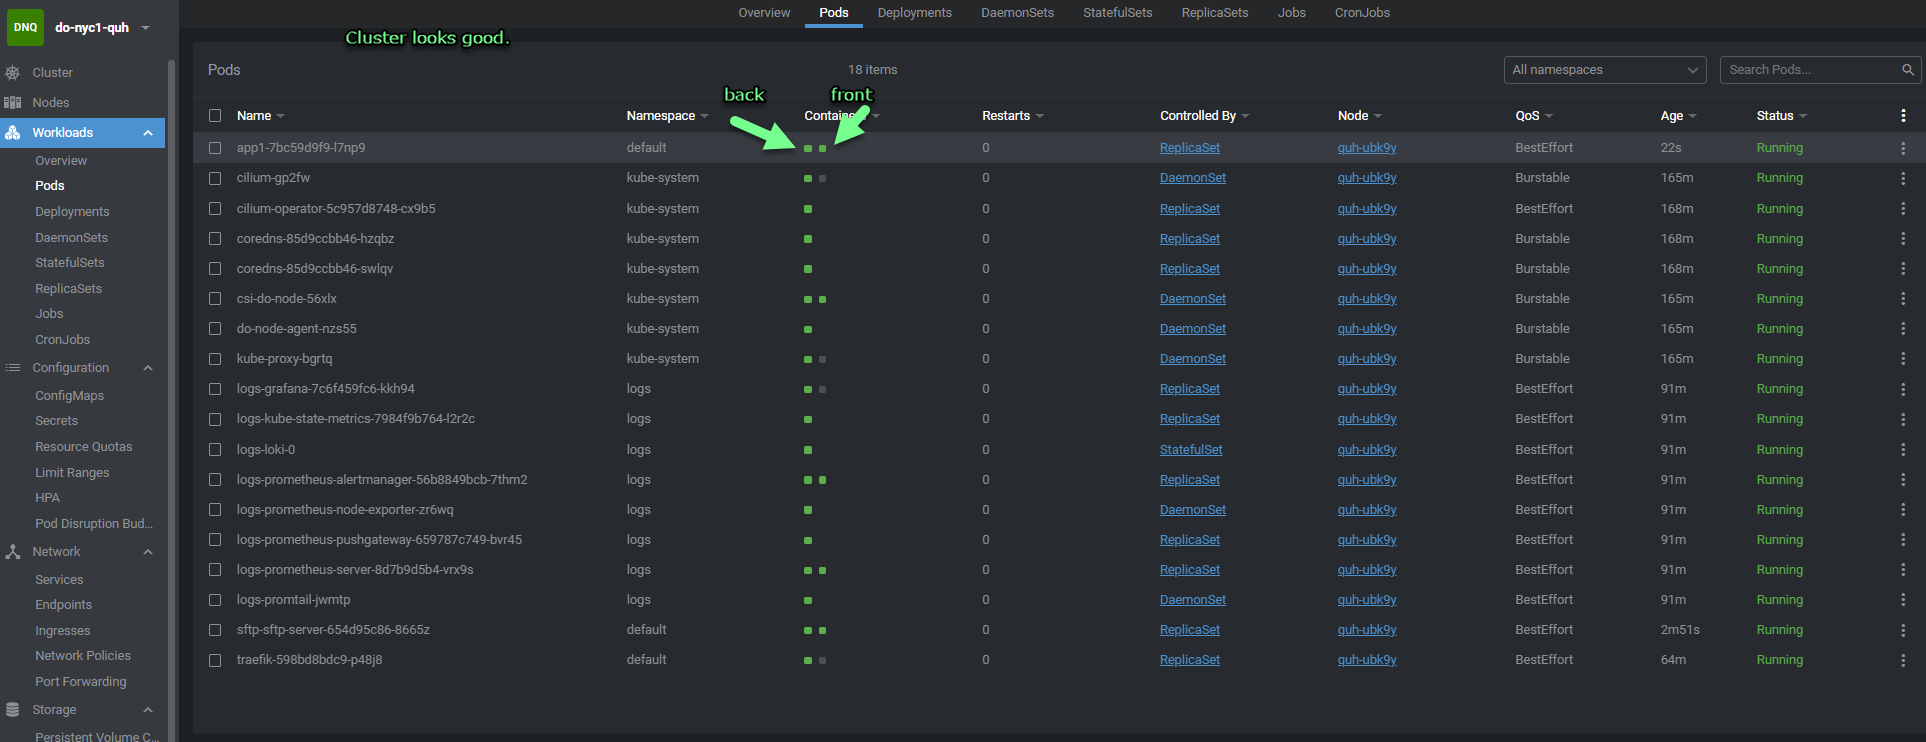 DNQ do-nyc1-quh
Overview Pods Deployments DaemonSets StatefulSets ReplicaSets Jobs CronJobs
Cluster looks good.
Cluster
Nodes
Workloads
Overview
Pods
Deployments
DaemonSets
StatefulSets
ReplicaSets
Jobs
CronJobs
Configuration
ConfigMaps
Secrets
Resource Quotas
Limit Ranges
HPA
Pod Disruption Bud...
Network
Services
Endpoints
Ingresses
Network Policies
Port Forwarding
Storage
Persistent Volume C...
Pods 18 items All namespaces Search Pods...
back front
Name Namespace Restarts Controlled By Node QoS Age Status
app1-7bc59d9f9-l7np9 default 0 ReplicaSet quh-ubk9y BestEffort 22s Running
cilium-gp2fw kube-system 0 DaemonSet quh-ubk9y Burstable 165m Running
cilium-operator-5c957d8748-cx9b5 kube-system 0 ReplicaSet quh-ubk9y BestEffort 168m Running
coredns-85d9ccbb46-hzqbz kube-system 0 ReplicaSet quh-ubk9y Burstable 168m Running
coredns-85d9ccbb46-swlqv kube-system 0 ReplicaSet quh-ubk9y Burstable 168m Running
csi-do-node-56xlx kube-system 0 DaemonSet quh-ubk9y Burstable 165m Running
do-node-agent-nzs55 kube-system 0 DaemonSet quh-ubk9y Burstable 165m Running
kube-proxy-bgrtq kube-system 0 DaemonSet quh-ubk9y Burstable 165m Running
logs-grafana-7c6f459fc6-kkh94 logs 0 ReplicaSet quh-ubk9y BestEffort 91m Running
logs-kube-state-metrics-7984f9b764-l2r2c logs 0 ReplicaSet quh-ubk9y BestEffort 91m Running
logs-loki-0 logs 0 StatefulSet quh-ubk9y BestEffort 91m Running
logs-prometheus-alertmanager-56b8849bcb-7thm2 logs 0 ReplicaSet quh-ubk9y BestEffort 91m Running
logs-prometheus-node-exporter-zr6wq logs 0 DaemonSet quh-ubk9y BestEffort 91m Running
logs-prometheus-pushgateway-659787c749-bvr45 logs 0 ReplicaSet quh-ubk9y BestEffort 91m Running
logs-prometheus-server-8d7b9d5b4-vrx9s logs 0 ReplicaSet quh-ubk9y BestEffort 91m Running
logs-promtail-jwmtp logs 0 DaemonSet quh-ubk9y BestEffort 91m Running
sftp-sftp-server-654d95c86-8665z default 0 ReplicaSet quh-ubk9y BestEffort 2m51s Running
traefik-598bd8bdc9-p48j8 default 0 ReplicaSet quh-ubk9y BestEffort 64m Running